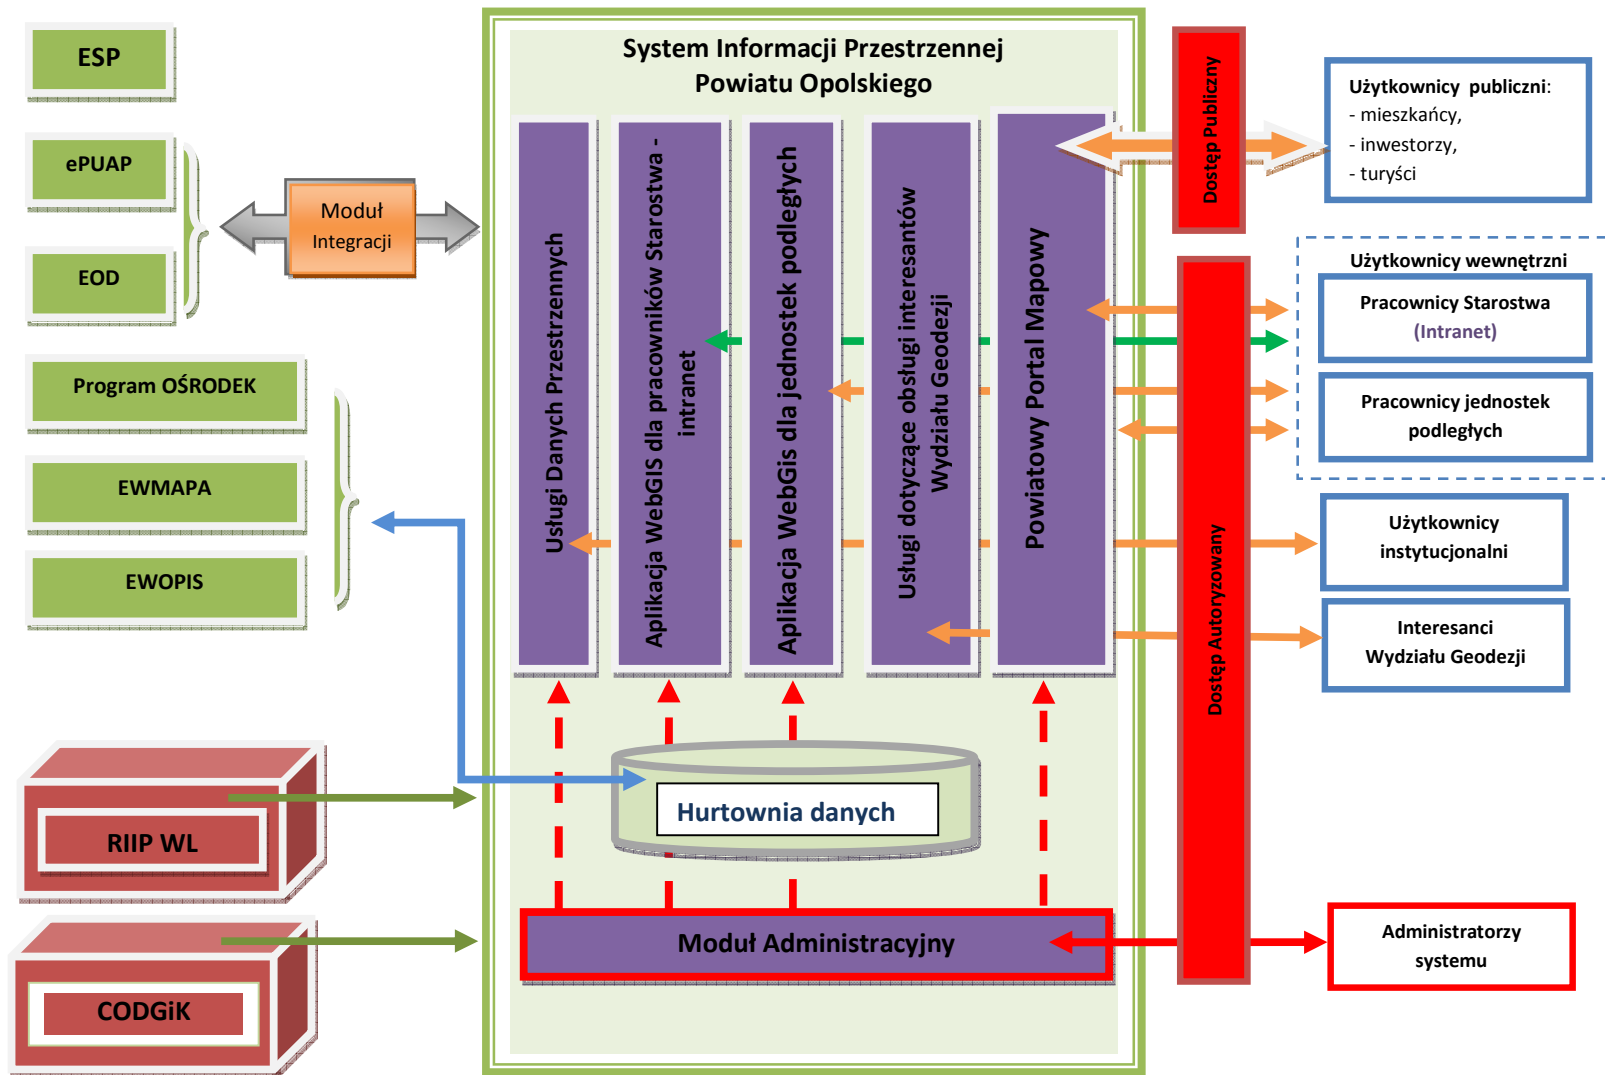 ESP
ePUAP
EOD
Moduł
Integracji
Program OŚRODEK
EWMAPA
EWOPIS
RIIP WL
CODGiK
System Informacji Przestrzennej
Powiatu Opolskiego
Usługi Danych Przestrzennych
Aplikacja WebGIS dla pracowników Starostwa -
intranet
Aplikacja WebGis dla jednostek podległych
Usługi dotyczące obsługi interesantów
Wydziału Geodezji
Powiatowy Portal Mapowy
Hurtownia danych
Moduł Administracyjny
Dostęp Publiczny
Dostęp Autoryzowany
Użytkownicy publiczni:
- mieszkańcy,
- inwestorzy,
- turyści
Użytkownicy wewnętrzni
Pracownicy Starostwa
(Intranet)
Pracownicy jednostek
podległych
Użytkownicy
instytucjonalni
Interesanci
Wydziału Geodezji
Administratorzy
systemu